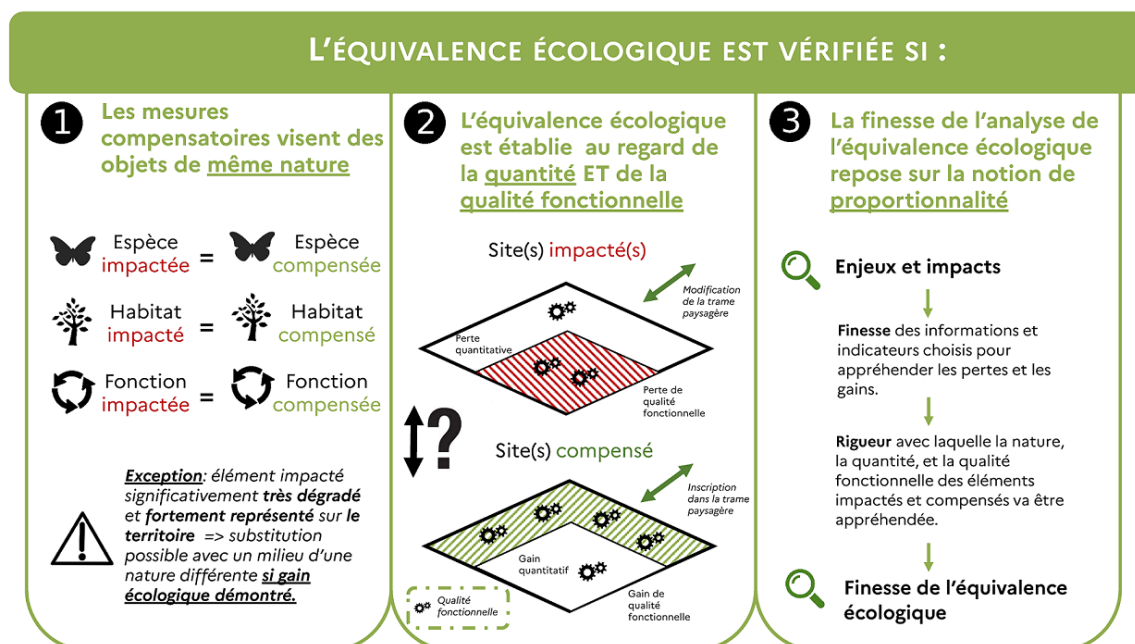 L'ÉQUIVALENCE ÉCOLOGIQUE EST VÉRIFIÉE SI :
1
Les mesures
compensatoires visent des
objets de même nature
Espèce
impactée
=
Espèce
compensée
Habitat
impacté
=
Habitat
compensé
Fonction
impactée
=
Fonction
compensée
Exception: élément impacté
significativement très dégradé
et fortement représenté sur le
territoire => substitution
possible avec un milieu d'une
nature différente si gain
écologique démontré.
2
L'équivalence écologique
est établie au regard de
la quantité ET de la
qualité fonctionnelle
Site(s) impacté(s)
Modification
de la trame
paysagère
Perte
quantitative
Perte de
qualité
fonctionnelle
?
Site(s) compensé
Inscription
dans la trame
paysagère
Gain
quantitatif
Gain de
qualité
fonctionnelle
Qualité
fonctionnelle
3
La finesse de l'analyse de
l'équivalence écologique
repose sur la notion de
proportionnalité
Enjeux et impacts
Finesse des informations et
indicateurs choisis pour
appréhender les pertes et les
gains.
Rigueur avec laquelle la nature,
la quantité, et la qualité
fonctionnelle des éléments
impactés et compensés va être
appréhendée.
Finesse de l'équivalence
écologique